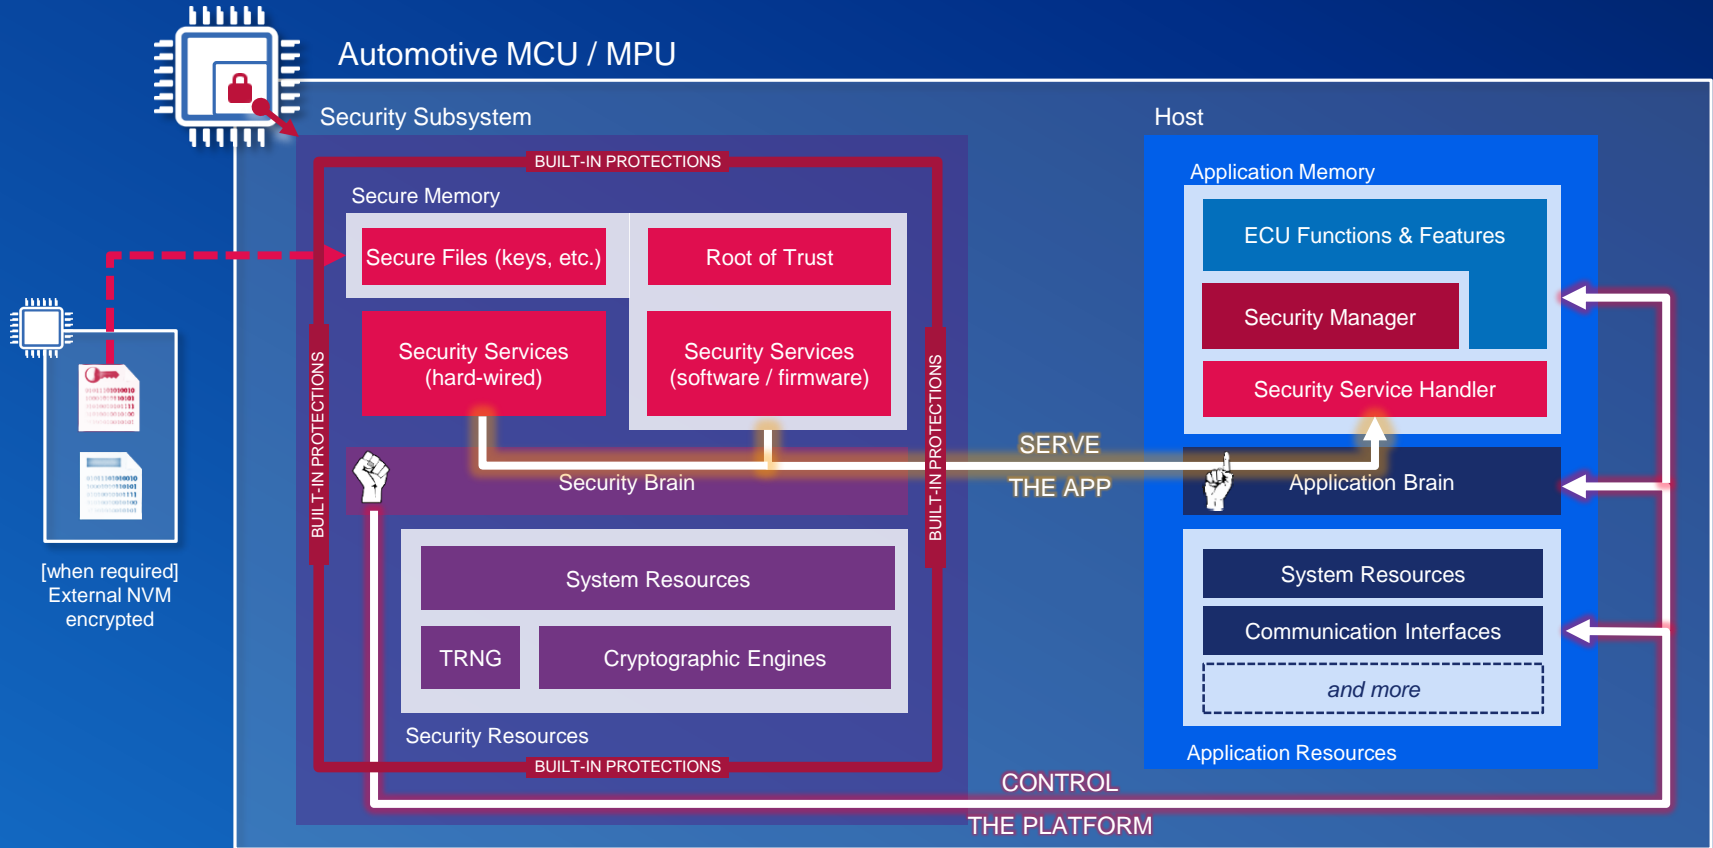 Automotive MCU / MPU
Security Subsystem
Host
BUILT-IN PROTECTIONS
Secure Memory
Secure Files (keys, etc.)
Root of Trust
Security Services
(hard-wired)
Security Services
(software / firmware)
BUILT-IN PROTECTIONS
BUILT-IN PROTECTIONS
Security Brain
System Resources
TRNG
Cryptographic Engines
Security Resources
BUILT-IN PROTECTIONS
SERVE
THE APP
CONTROL
THE PLATFORM
Application Memory
ECU Functions & Features
Security Manager
Security Service Handler
Application Brain
System Resources
Communication Interfaces
and more
Application Resources
[when required]
External NVM
encrypted